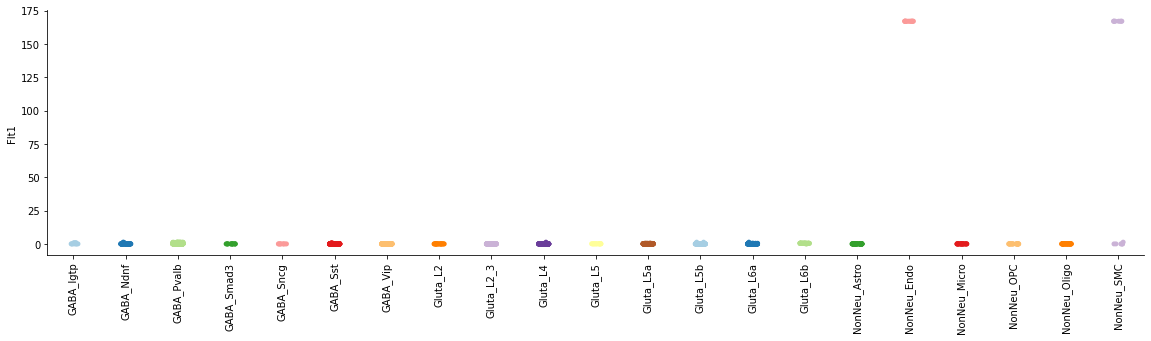 175
150
125
100
75
50
25
0
Flt1
GABA_Igtp
GABA_Ndnf
GABA_Pvalb
GABA_Smad3
GABA_Sncg
GABA_Sst
GABA_Vip
Gluta_L2
Gluta_L2_3
Gluta_L4
Gluta_L5
Gluta_L5a
Gluta_L5b
Gluta_L6a
Gluta_L6b
NonNeu_Astro
NonNeu_Endo
NonNeu_Micro
NonNeu_OPC
NonNeu_Oligo
NonNeu_SMC